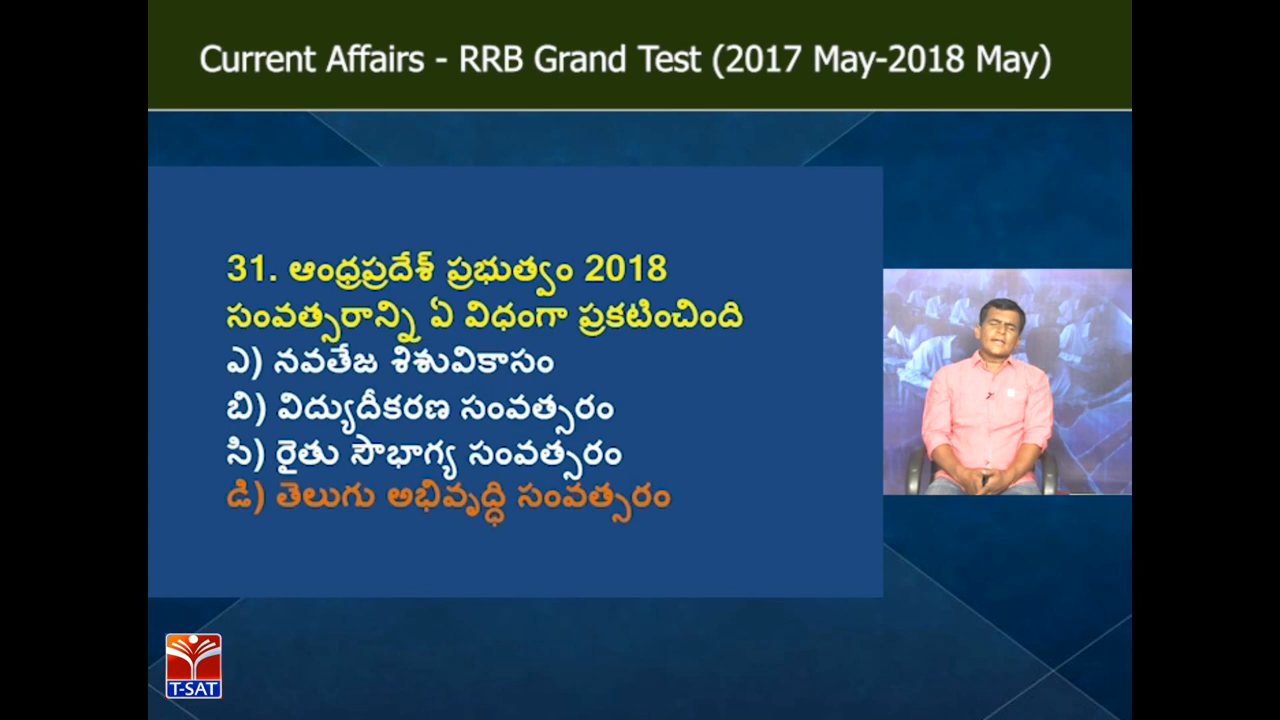 Current Affairs - RRB Grand Test (2017 May-2018 May)
31. ఆంధ్రప్రదేశ్ ప్రభుత్వం 2018
సంవత్సరాన్ని ఏ విధంగా ప్రకటించింది
ఎ) నవతేజ శిశువికాసం
బి) విద్యుదీకరణ సంవత్సరం
సి) రైతు సౌభాగ్య సంవత్సరం
డి) తెలుగు అభివృద్ధి సంవత్సరం
T-SAT